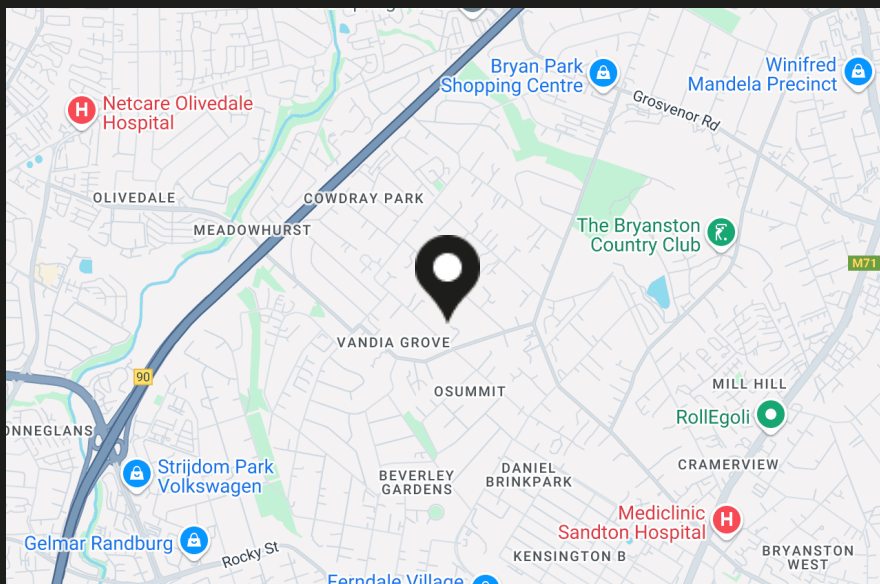 Bryan Park
Shopping Centre
Winifred
Mandela Precinct
Netcare Olivedale
Hospital
Grosvenor Rd
OLIVEDALE
COWDRAY PARK
MEADOWHURST
The Bryanston
Country Club
M71
VANDIA GROVE
90
OSUMMIT
MILL HILL
RollEgoli
ONNEGLANS
Strijdom Park
Volkswagen
BEVERLEY
GARDENS
DANIEL
BRINKPARK
CRAMERVIEW
Mediclinic
Sandton Hospital
Gelmar Randburg
Rocky St
KENSINGTON B
BRYANSTON
WEST
Ferndale Village